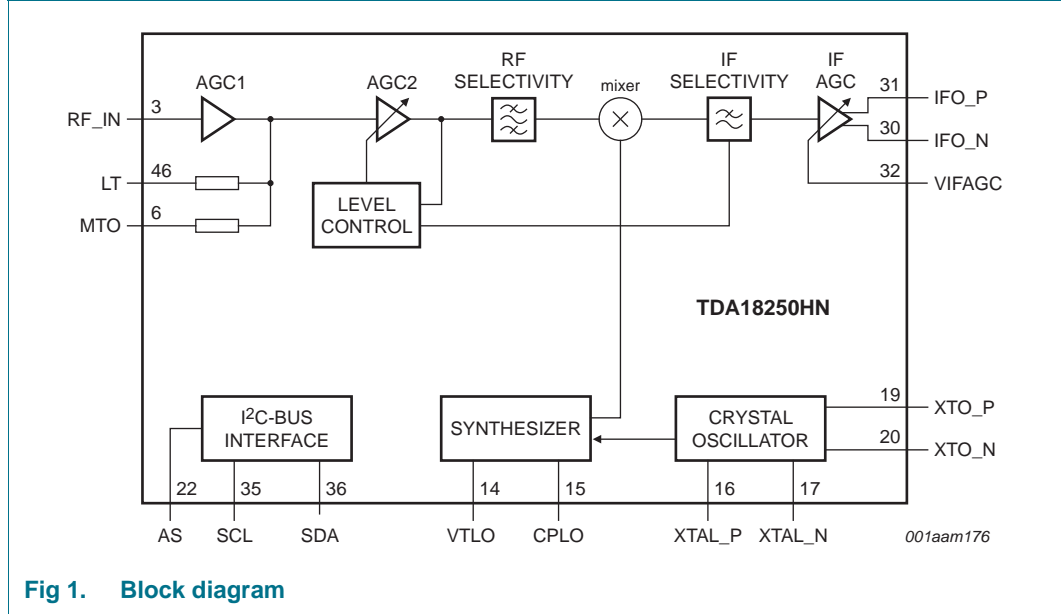 RF
SELECTIVITY
IF
SELECTIVITY
IF
AGC
AGC1
AGC2
mixer
31
IFO_P
3
RF_IN
30
IFO_N
46
LT
32
VIFAGC
LEVEL
CONTROL
6
MTO
TDA18250HN
19
XTO_P
I²C-BUS
INTERFACE
SYNTHESIZER
CRYSTAL
OSCILLATOR
20
XTO_N
22
35
36
14
15
16
17
AS
SCL
SDA
VTLO
CPLO
XTAL_P
XTAL_N
001aam176
Fig 1. Block diagram